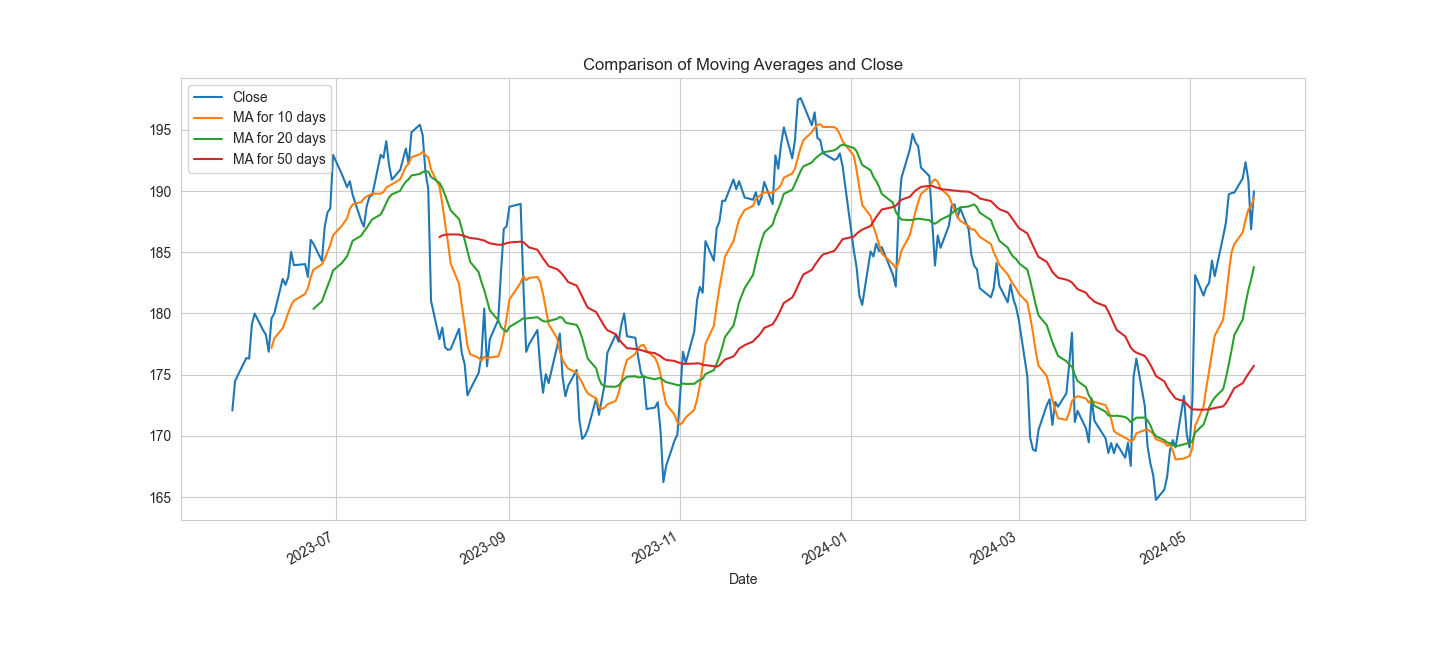 Comparison of Moving Averages and Close
Close
MA for 10 days
MA for 20 days
MA for 50 days
195
190
185
180
175
170
165
2023-07
2023-09
2023-11
2024-01
2024-03
2024-05
Date